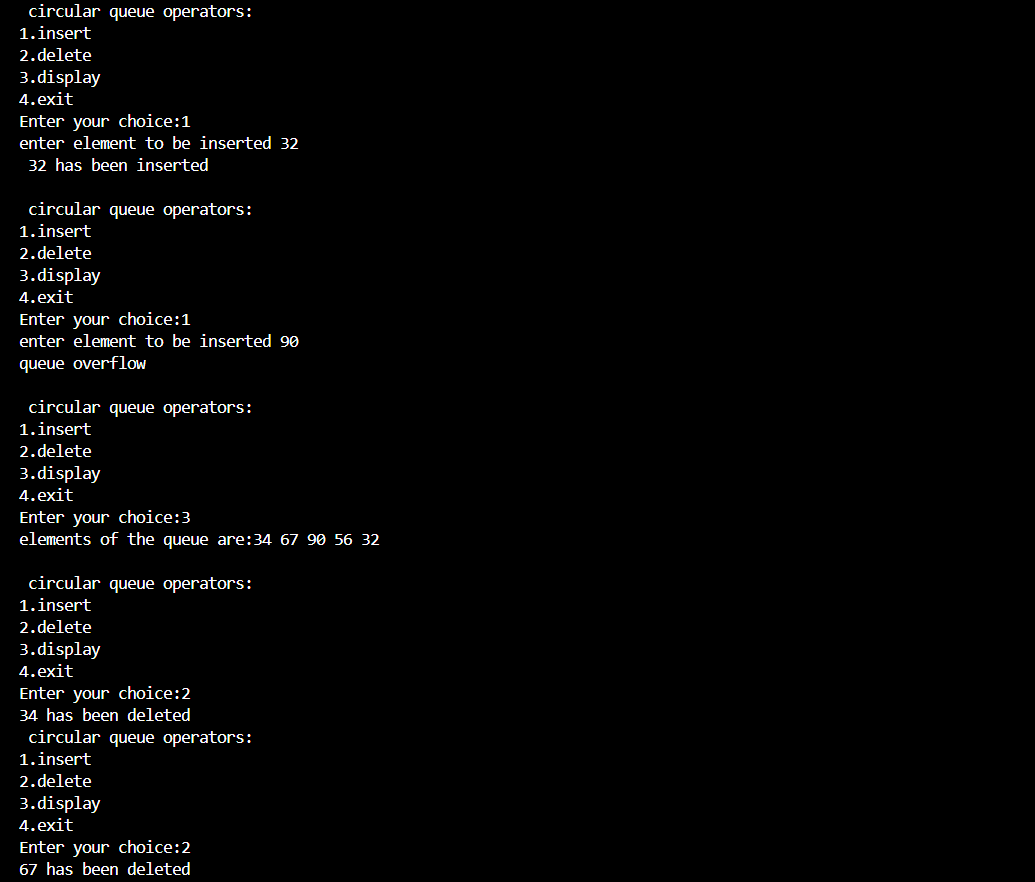 circular queue operators:
1.insert
2.delete
3.display
4.exit
Enter your choice:1
enter element to be inserted 32
32 has been inserted
circular queue operators:
1.insert
2.delete
3.display
4.exit
Enter your choice:1
enter element to be inserted 90
queue overflow
circular queue operators:
1.insert
2.delete
3.display
4.exit
Enter your choice:3
elements of the queue are:34 67 90 56 32
circular queue operators:
1.insert
2.delete
3.display
4.exit
Enter your choice:2
34 has been deleted
circular queue operators:
1.insert
2.delete
3.display
4.exit
Enter your choice:2
67 has been deleted